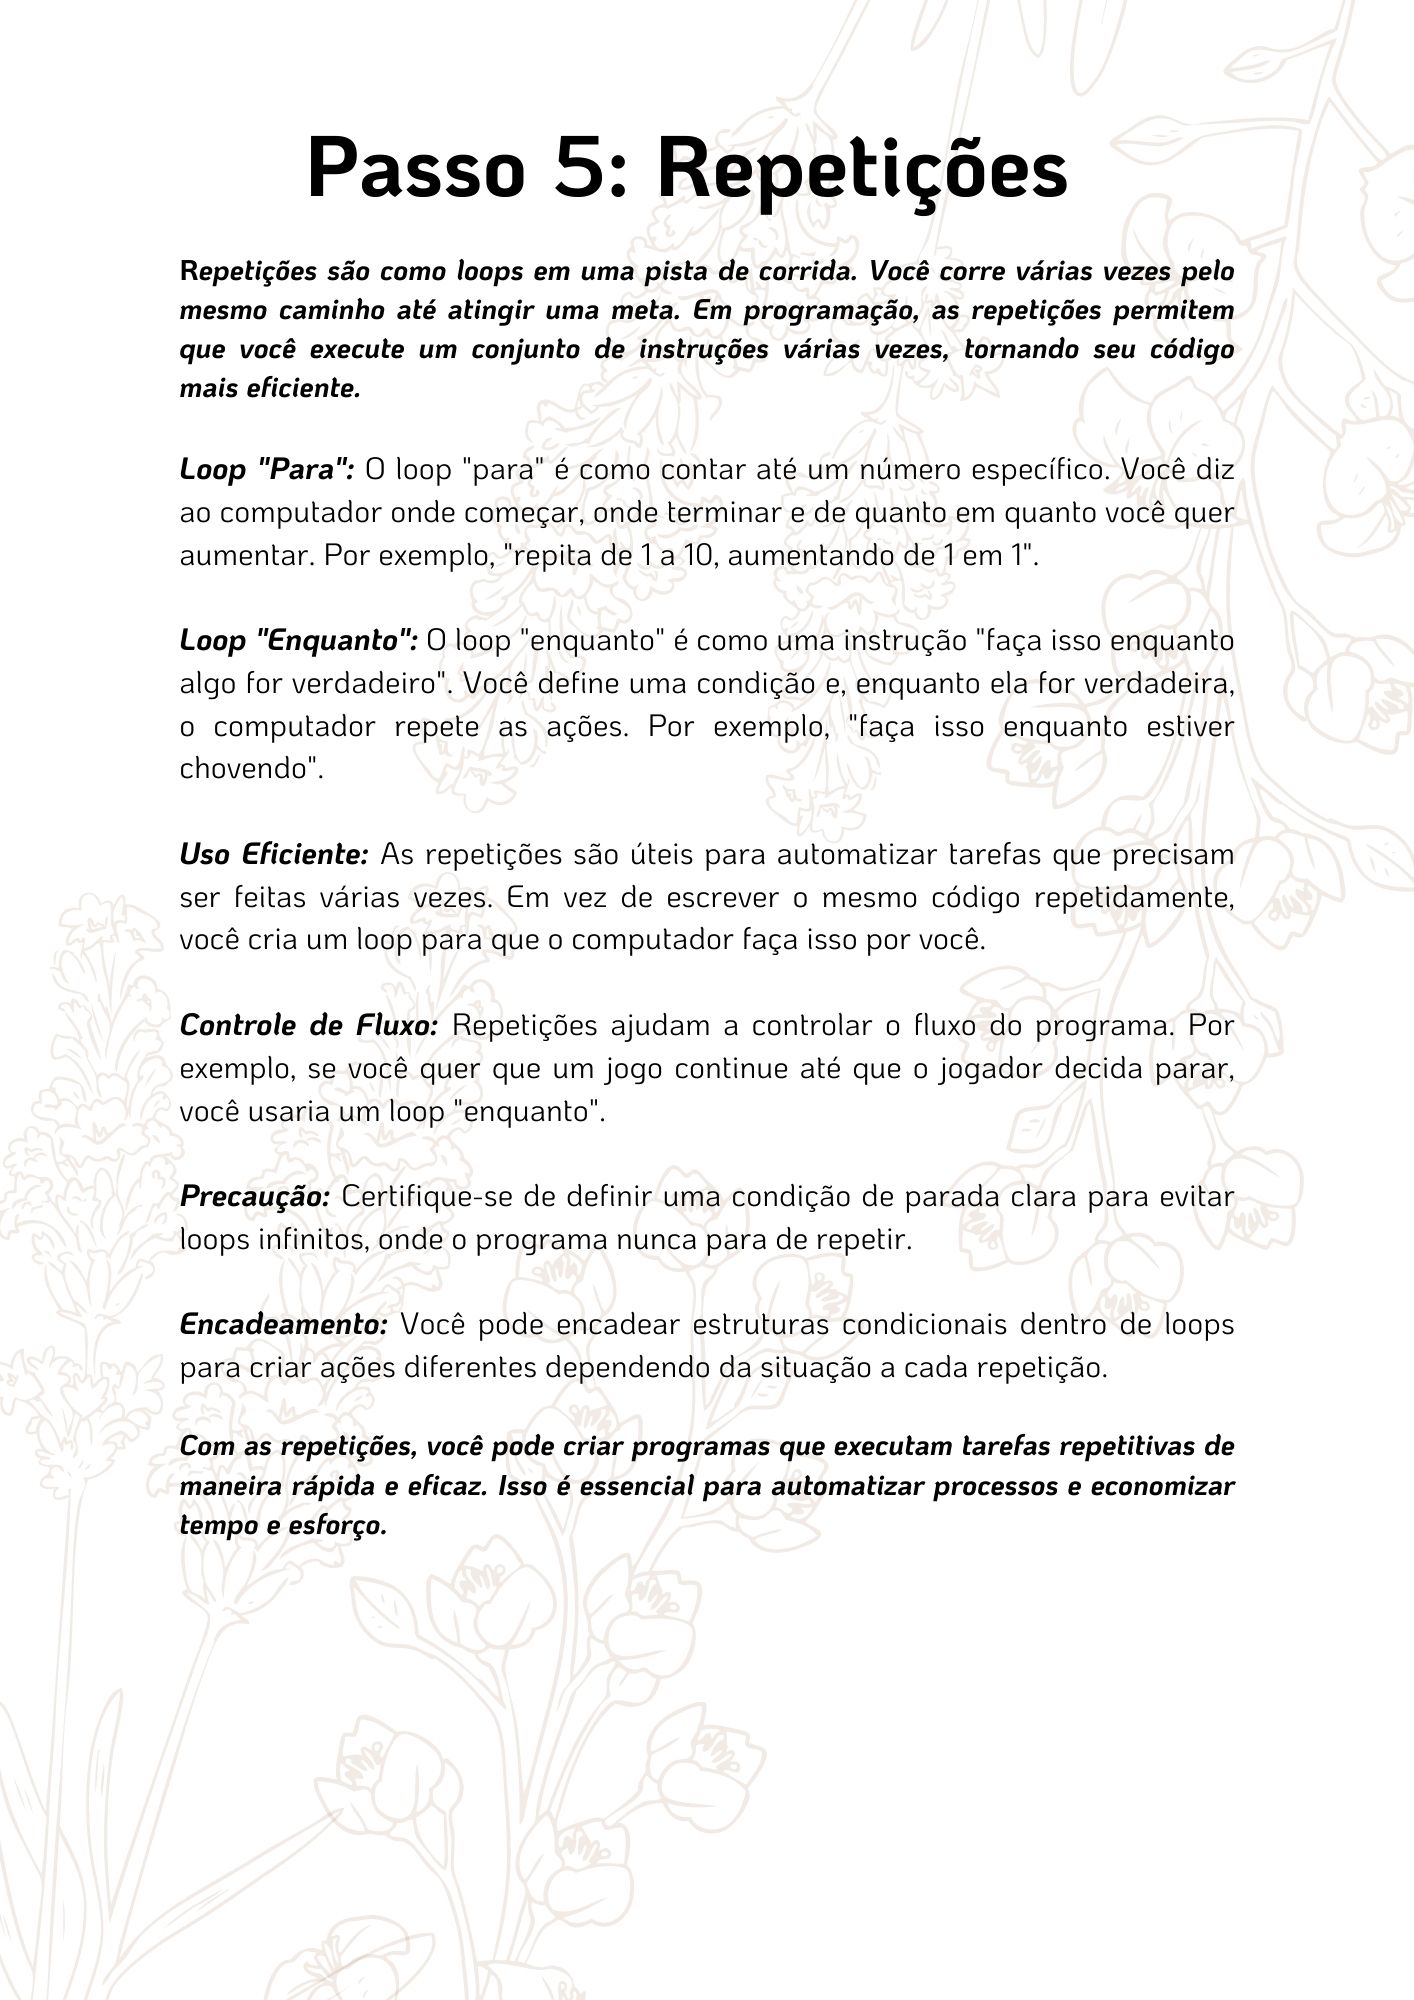 Passo 5: Repetições
Repetições são como loops em uma pista de corrida. Você corre várias vezes pelo
mesmo caminho até atingir uma meta. Em programação, as repetições permitem
que você execute um conjunto de instruções várias vezes, tornando seu código
mais eficiente.
Loop "Para": O loop "para" é como contar até um número específico. Você diz
ao computador onde começar, onde terminar e de quanto em quanto você quer
aumentar. Por exemplo, "repita de 1 a 10, aumentando de 1 em 1".
Loop "Enquanto": O loop "enquanto" é como uma instrução "faça isso enquanto
algo for verdadeiro". Você define uma condição e, enquanto ela for verdadeira,
o computador repete as ações. Por exemplo, "faça isso enquanto estiver
chovendo".
Uso Eficiente: As repetições são úteis para automatizar tarefas que precisam
ser feitas várias vezes. Em vez de escrever o mesmo código repetidamente,
você cria um loop para que o computador faça isso por você.
Controle de Fluxo: Repetições ajudam a controlar o fluxo do programa. Por
exemplo, se você quer que um jogo continue até que o jogador decida parar,
você usaria um loop "enquanto".
Precaução: Certifique-se de definir uma condição de parada clara para evitar
loops infinitos, onde o programa nunca para de repetir.
Encadeamento: Você pode encadear estruturas condicionais dentro de loops
para criar ações diferentes dependendo da situação a cada repetição.
Com as repetições, você pode criar programas que executam tarefas repetitivas de
maneira rápida e eficaz. Isso é essencial para automatizar processos e economizar
tempo e esforço.